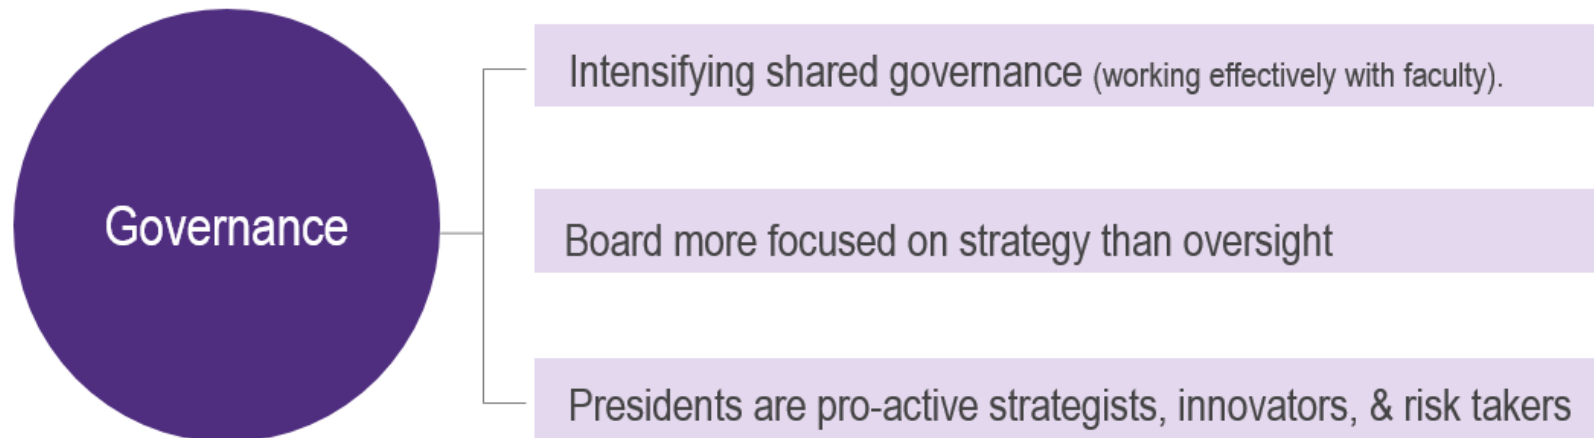 Governance
Intensifying shared governance (working effectively with faculty).
Board more focused on strategy than oversight
Presidents are pro-active strategists, innovators, & risk takers